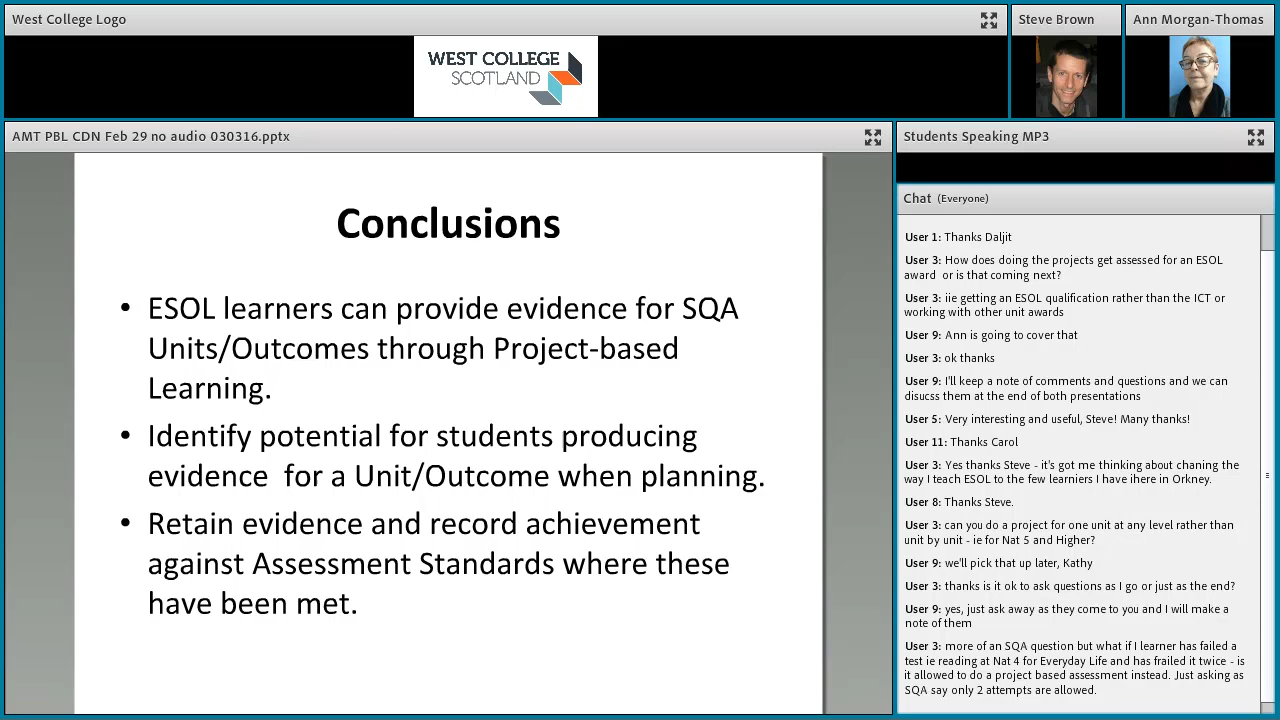 West College Logo
Steve Brown
Ann Morgan-Thomas
WEST COLLEGE
SCOTLAND
AMT PBL CDN Feb 29 no audio 030316.pptx
Conclusions
• ESOL learners can provide evidence for SQA
Units/Outcomes through Project-based
Learning.
• Identify potential for students producing
evidence  for a Unit/Outcome when planning.
• Retain evidence and record achievement
against Assessment Standards where these
have been met.
Students Speaking MP3
Chat (Everyone)
User 1: Thanks Daljit
User 3: How does doing the projects get assessed for an ESOL
award  or is that coming next?
User 3: iie getting an ESOL qualification rather than the ICT or
working with other unit awards
User 9: Ann is going to cover that
User 3: ok thanks
User 9: I'll keep a note of comments and questions and we can
disucss them at the end of both presentations
User 5: Very interesting and useful, Steve! Many thanks!
User 11: Thanks Carol
User 3: Yes thanks Steve - it's got me thinking about chaning the
way I teach ESOL to the few learniers I have ihere in Orkney.
User 8: Thanks Steve.
User 3: can you do a project for one unit at any level rather than
unit by unit - ie for Nat 5 and Higher?
User 9: we'll pick that up later, Kathy
User 3: thanks is it ok to ask questions as I go or just as the end?
User 9: yes, just ask away as they come to you and I will make a
note of them
User 3: more of an SQA question but what if I learner has failed a
test ie reading at Nat 4 for Everyday Life and has frailed it twice - is
it allowed to do a project based assessment instead. Just asking as
SQA say only 2 attempts are allowed.